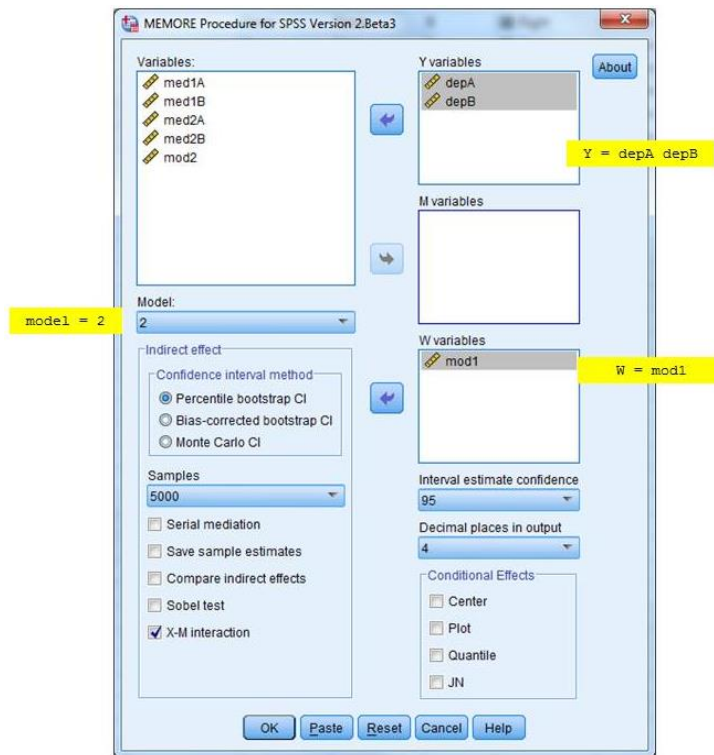 MEMORE Procedure for SPSS Version 2.Beta3
Variables:
med1A
med1B
med2A
med2B
mod2
Y variables
depA
depB
About
Y = depA depB
M variables
Model:
2
model = 2
W variables
mod1
W = mod1
Indirect effect
Confidence interval method
Percentile bootstrap CI
Bias-corrected bootstrap CI
Monte Carlo CI
Samples
5000
Serial mediation
Save sample estimates
Compare indirect effects
Sobel test
X-M interaction
Interval estimate confidence
95
Decimal places in output
4
Conditional Effects
Center
Plot
Quantile
JN
OK
Paste
Reset
Cancel
Help